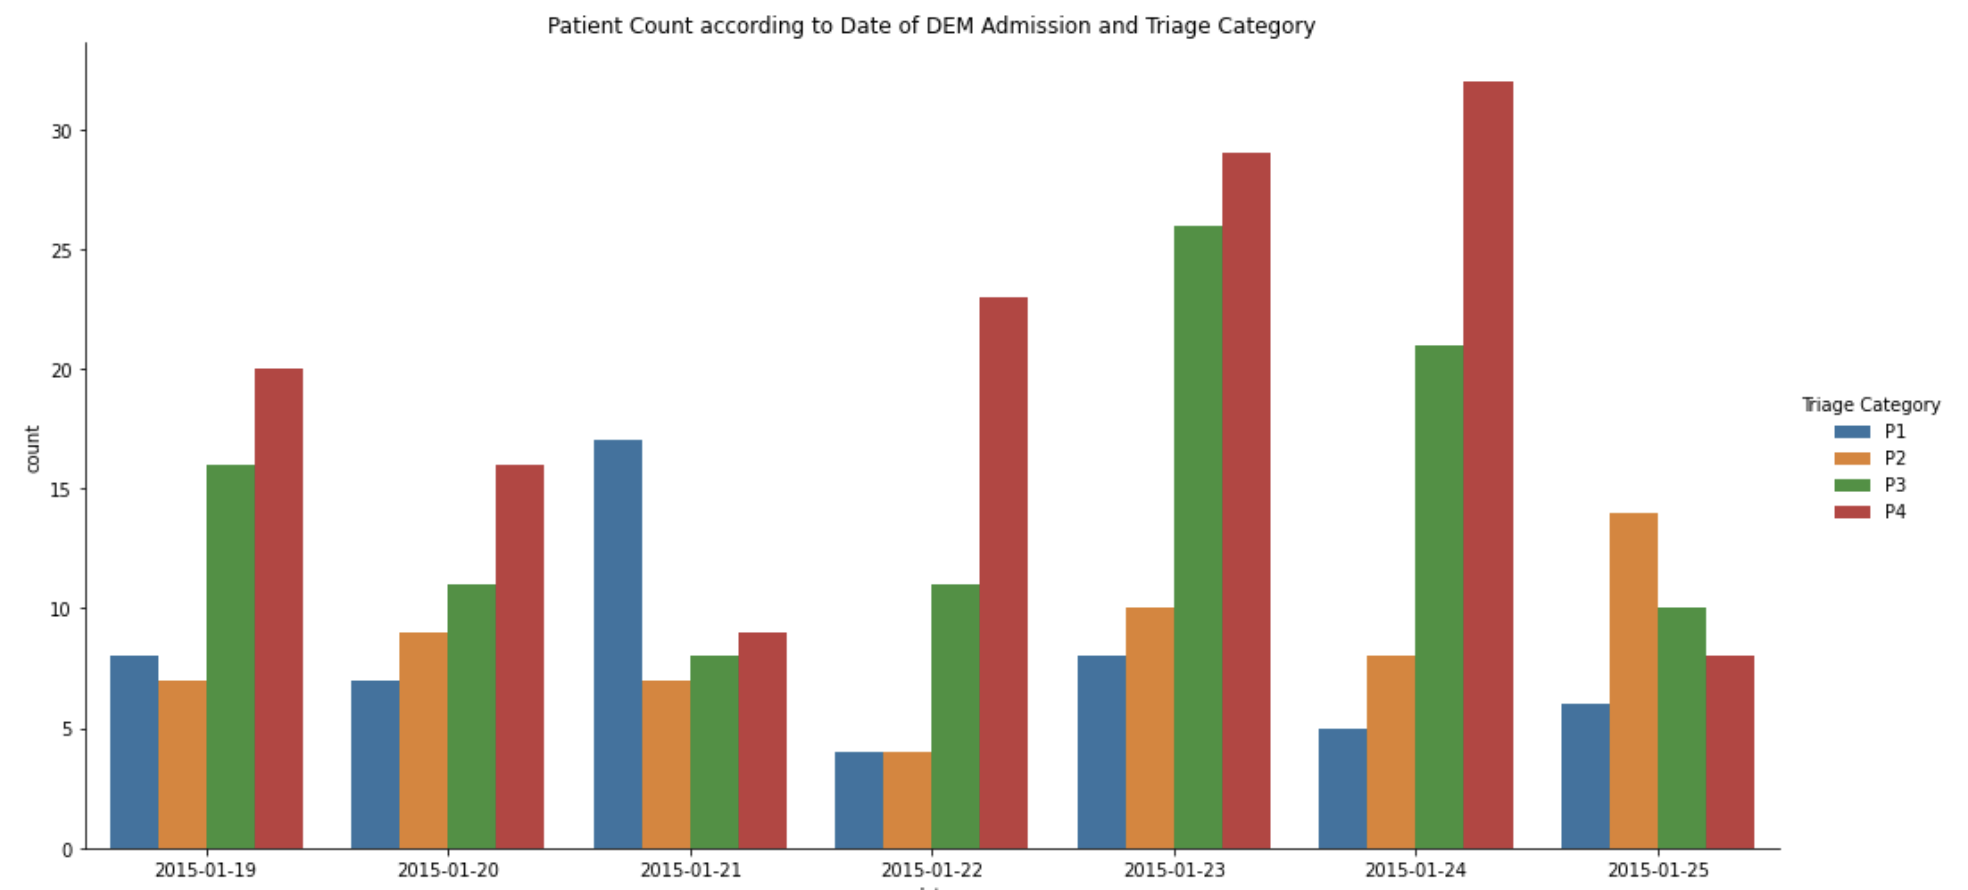 Patient Count according to Date of DEM Admission and Triage Category
count
30
25
20
15
10
5
0
2015-01-19 2015-01-20 2015-01-21 2015-01-22 2015-01-23 2015-01-24 2015-01-25
Triage Category
P1
P2
P3
P4